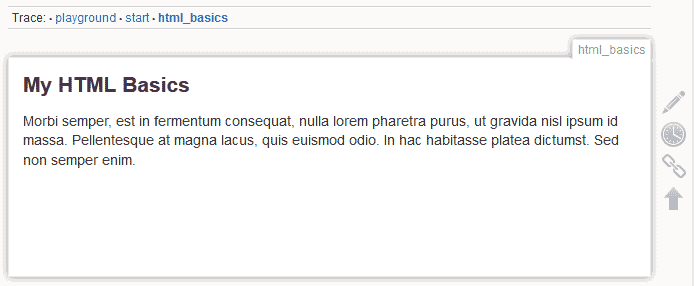 Trace: • playground • start • html_basics
html_basics
My HTML Basics
Morbi semper, est in fermentum consequat, nulla lorem pharetra purus, ut gravida nisl ipsum id
massa. Pellentesque at magna lacus, quis euismod odio. In hac habitasse platea dictumst. Sed
non semper enim.